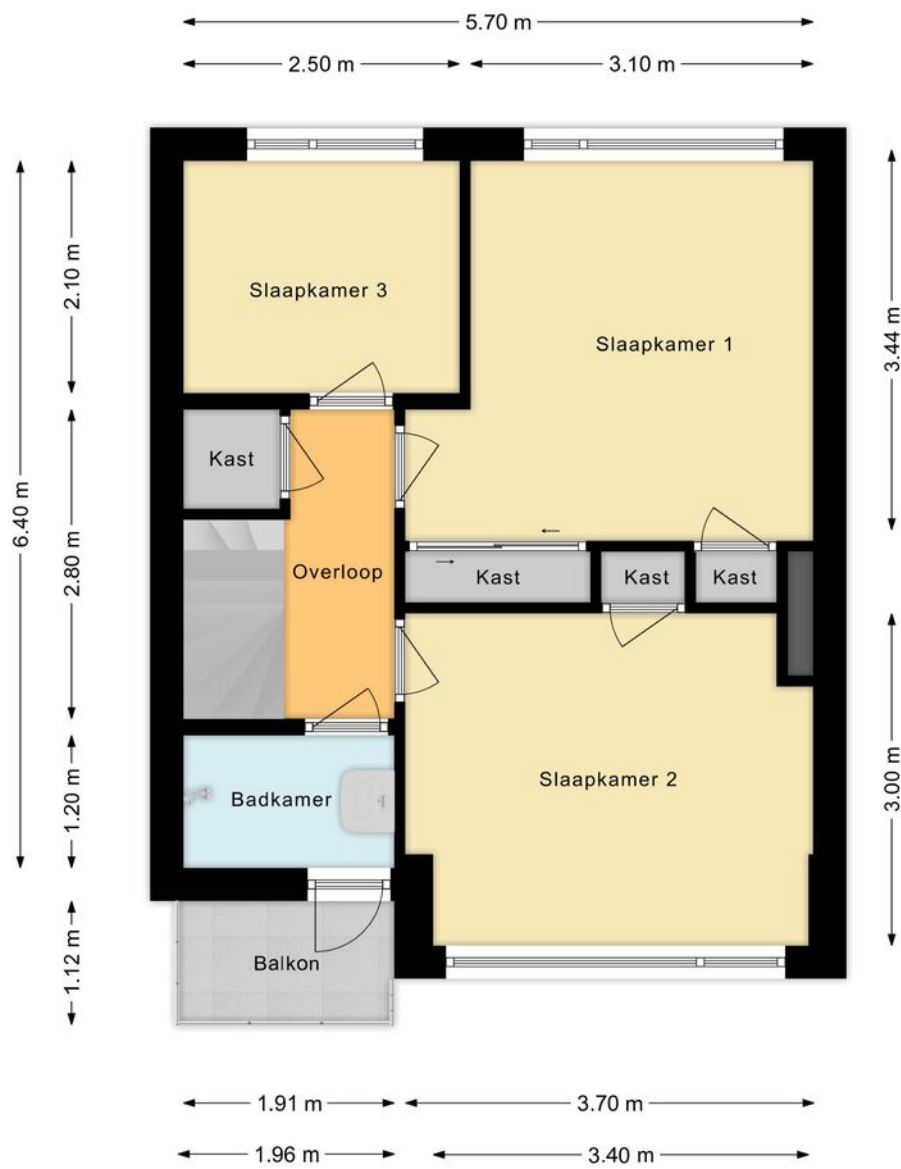 5.70 m
2.50 m
3.10 m
2.10 m
3.44 m
Slaapkamer 3
Slaapkamer 1
Kast
6.40 m
2.80 m
Overloop
Kast
Kast
Kast
1.20 m
Badkamer
Slaapkamer 2
3.00 m
1.12 m
Balkon
1.91 m
3.70 m
1.96 m
3.40 m